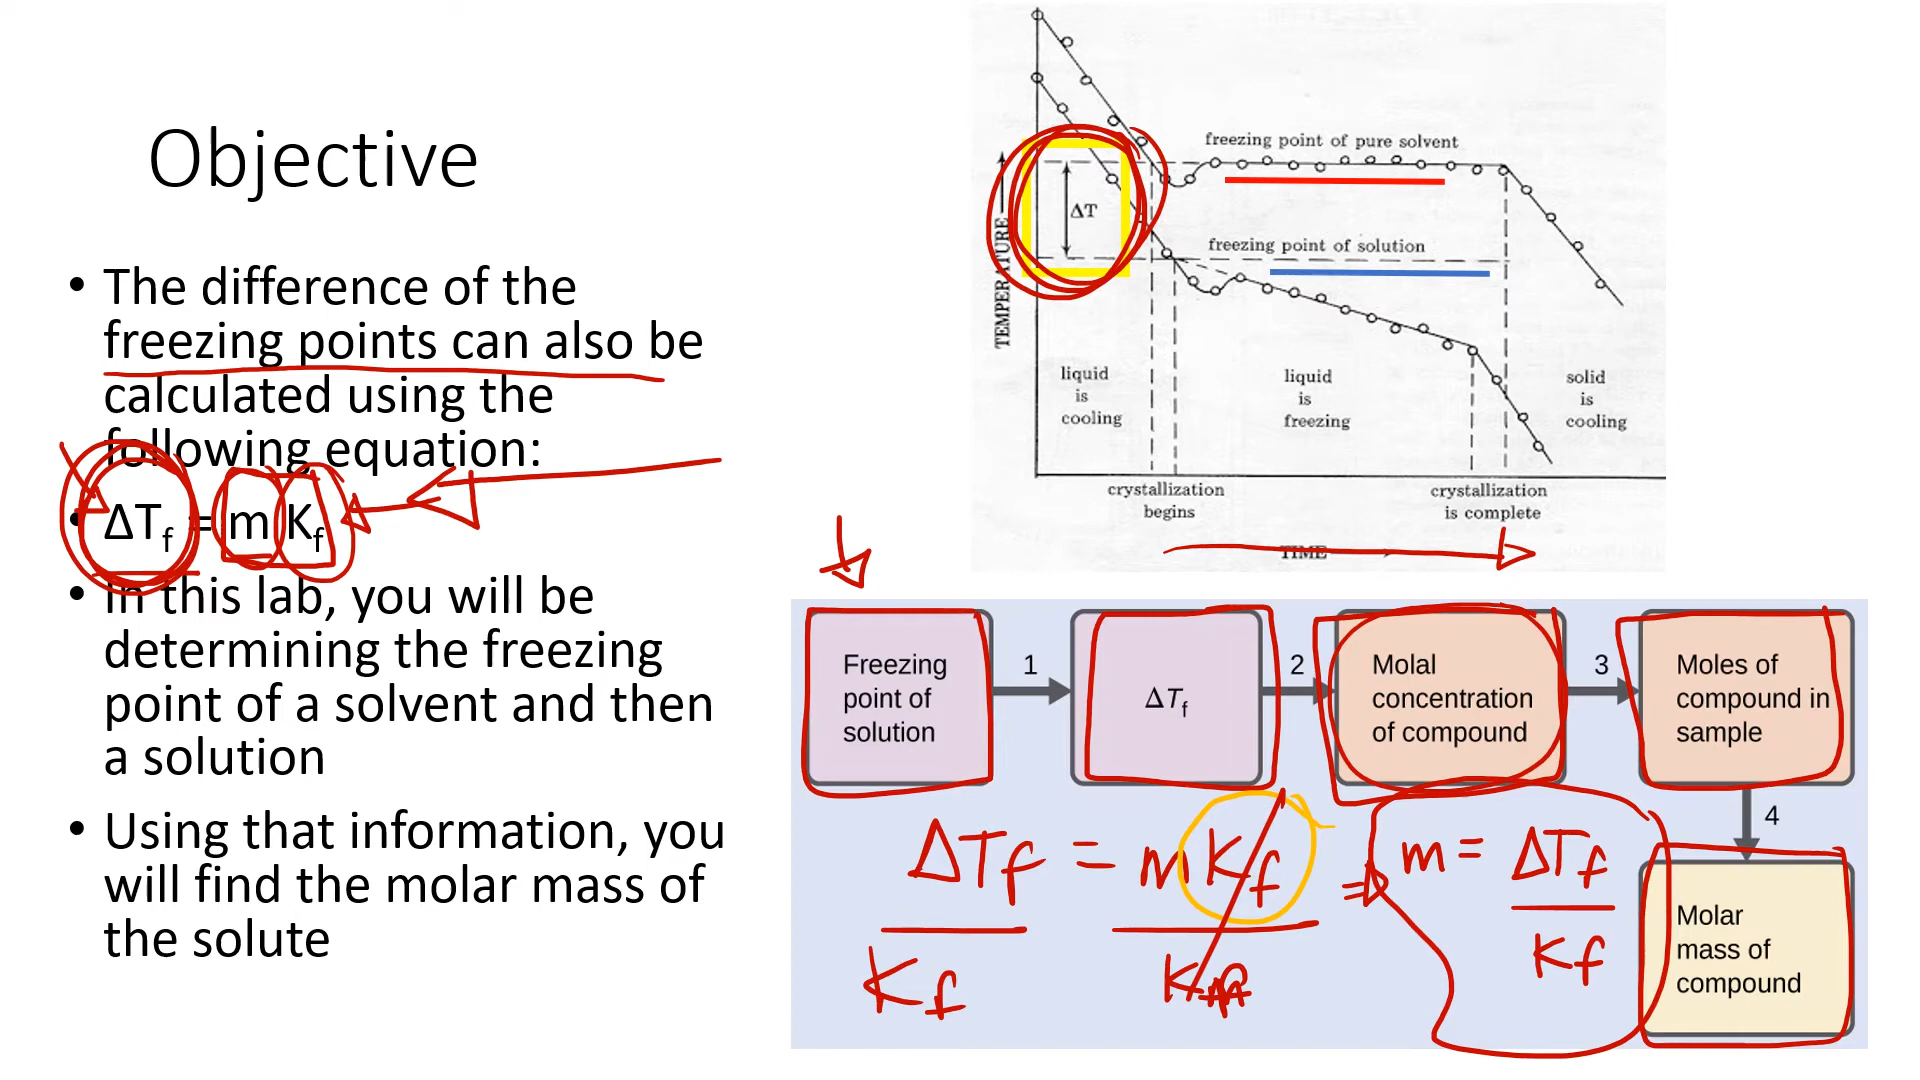 Objective
• The difference of the
freezing points can also be
calculated using the
following equation:
• ΔTf = m Kf
• In this lab, you will be
determining the freezing
point of a solvent and then
a solution
• Using that information, you
will find the molar mass of
the solute
freezing point of pure solvent
ΔT
freezing point of solution
TEMPERATURE
liquid
is
cooling
liquid
is
freezing
solid
is
cooling
crystallization
begins
crystallization
is complete
TIME
Freezing
point of
solution
1
ΔTf
2
Molal
concentration
of compound
3
Moles of
compound in
sample
4
Molar
mass of
compound
ΔTf = m Kf ⇒ m = ΔTf
Kf
Kf